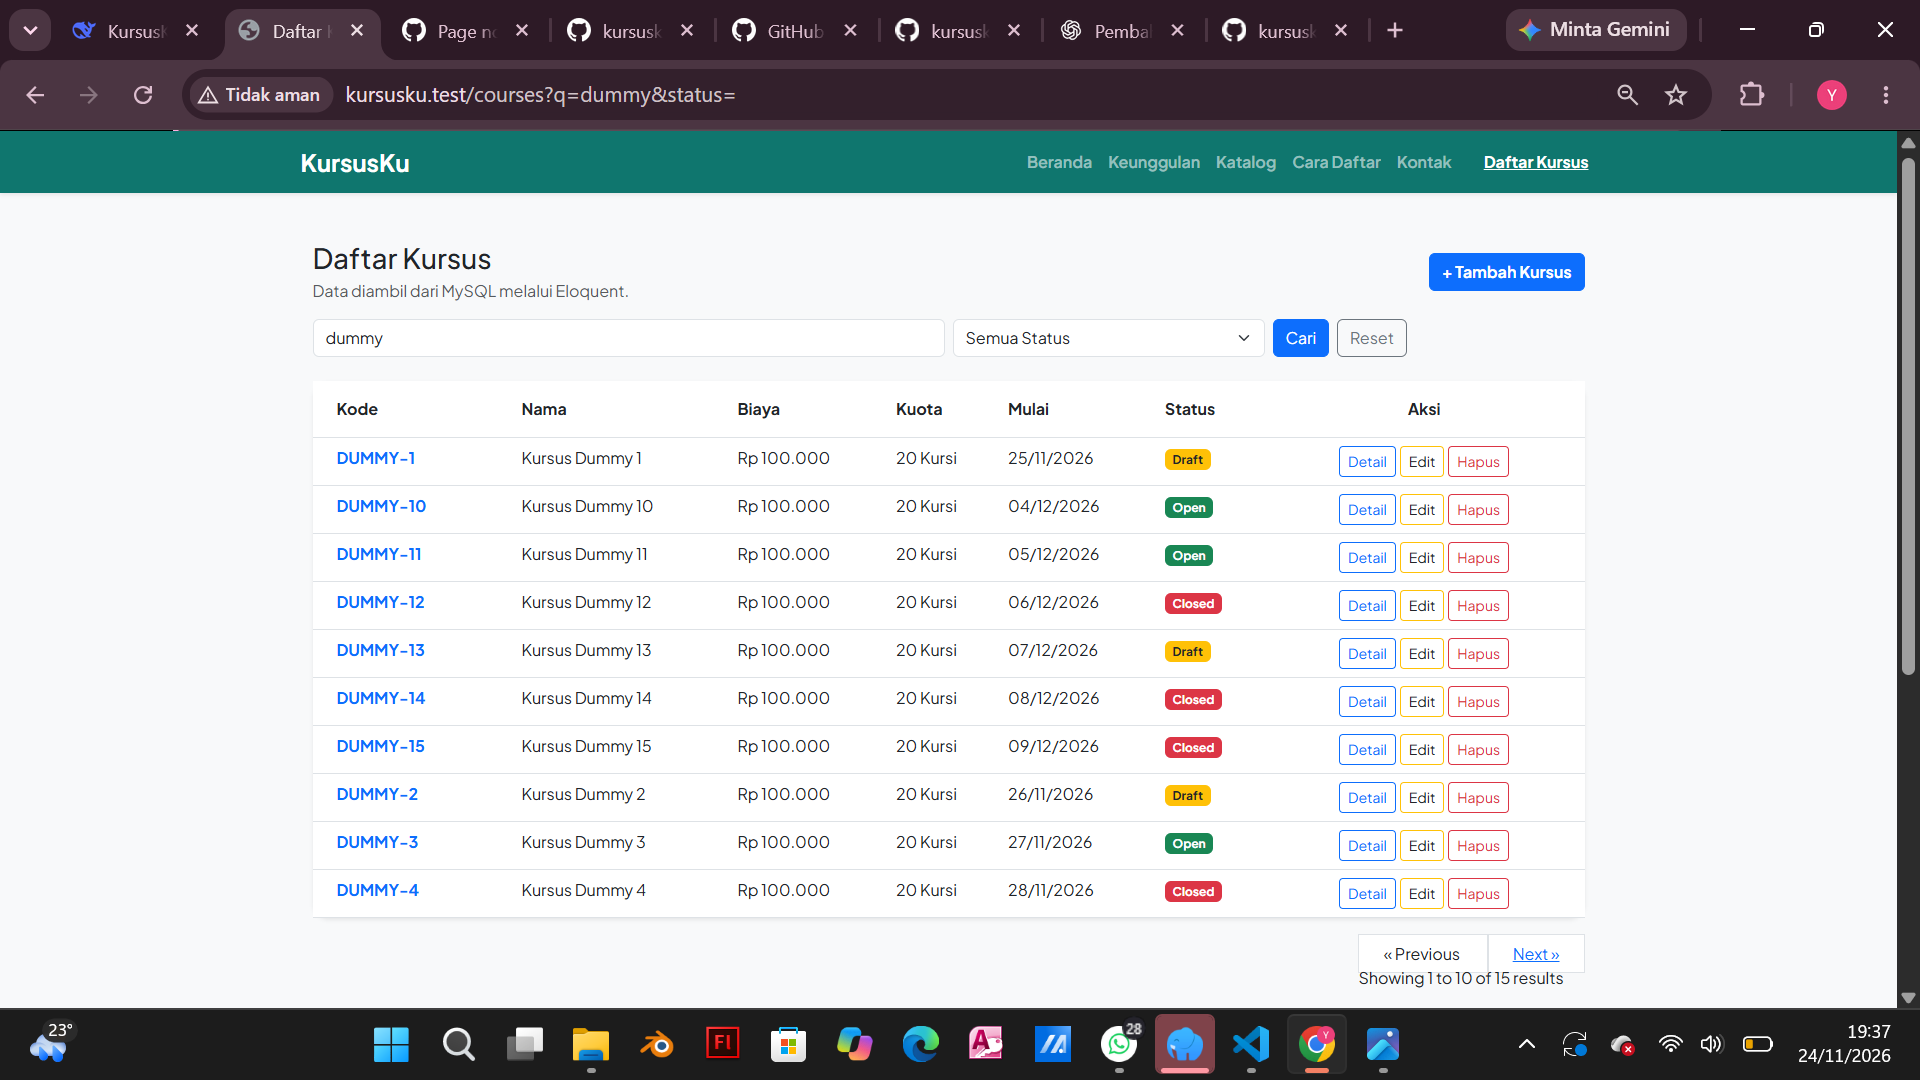 Kursusk
Daftar
Page n
kursusk
GitHub
kursusk
Pembal
kursusk
Minta Gemini
Tidak aman
kursusku.test/courses?q=dummy&status=
Y
KursusKu
Beranda Keunggulan Katalog Cara Daftar Kontak Daftar Kursus
Daftar Kursus
Data diambil dari MySQL melalui Eloquent.
+ Tambah Kursus
dummy
Semua Status
Cari
Reset
Kode Nama Biaya Kuota Mulai Status Aksi
DUMMY-1 Kursus Dummy 1 Rp 100.000 20 Kursi 25/11/2026 Draft Detail Edit Hapus
DUMMY-10 Kursus Dummy 10 Rp 100.000 20 Kursi 04/12/2026 Open Detail Edit Hapus
DUMMY-11 Kursus Dummy 11 Rp 100.000 20 Kursi 05/12/2026 Open Detail Edit Hapus
DUMMY-12 Kursus Dummy 12 Rp 100.000 20 Kursi 06/12/2026 Closed Detail Edit Hapus
DUMMY-13 Kursus Dummy 13 Rp 100.000 20 Kursi 07/12/2026 Draft Detail Edit Hapus
DUMMY-14 Kursus Dummy 14 Rp 100.000 20 Kursi 08/12/2026 Closed Detail Edit Hapus
DUMMY-15 Kursus Dummy 15 Rp 100.000 20 Kursi 09/12/2026 Closed Detail Edit Hapus
DUMMY-2 Kursus Dummy 2 Rp 100.000 20 Kursi 26/11/2026 Draft Detail Edit Hapus
DUMMY-3 Kursus Dummy 3 Rp 100.000 20 Kursi 27/11/2026 Open Detail Edit Hapus
DUMMY-4 Kursus Dummy 4 Rp 100.000 20 Kursi 28/11/2026 Closed Detail Edit Hapus
« Previous Next »
Showing 1 to 10 of 15 results
23°
Fl
A
28
Y
19:37
24/11/2026